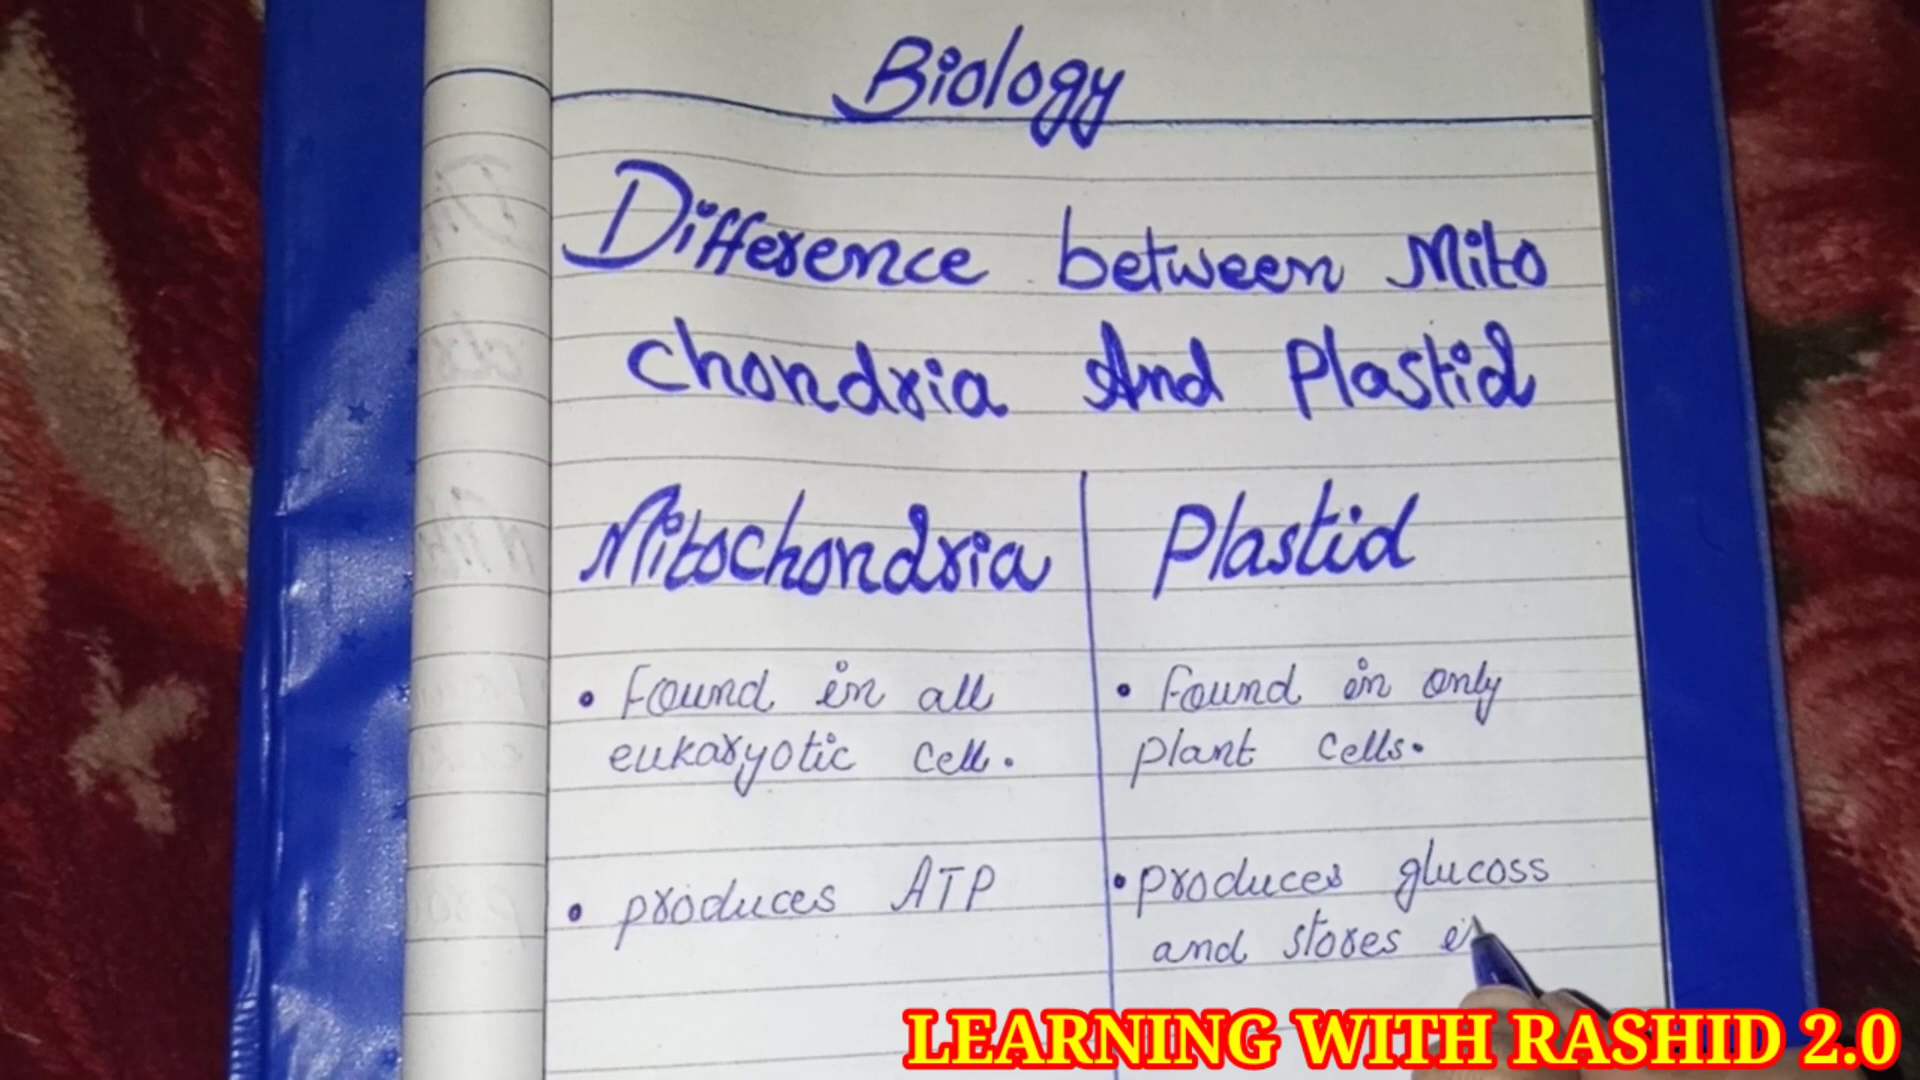 Biology
Difference between Mito
chondria And Plastid
Mitochondria
Plastid
• Found in all
eukaryotic cell.
• produces ATP
• Found in only
plant cells.
• produces glucoss
and stores
LEARNING WITH RASHID 2.0